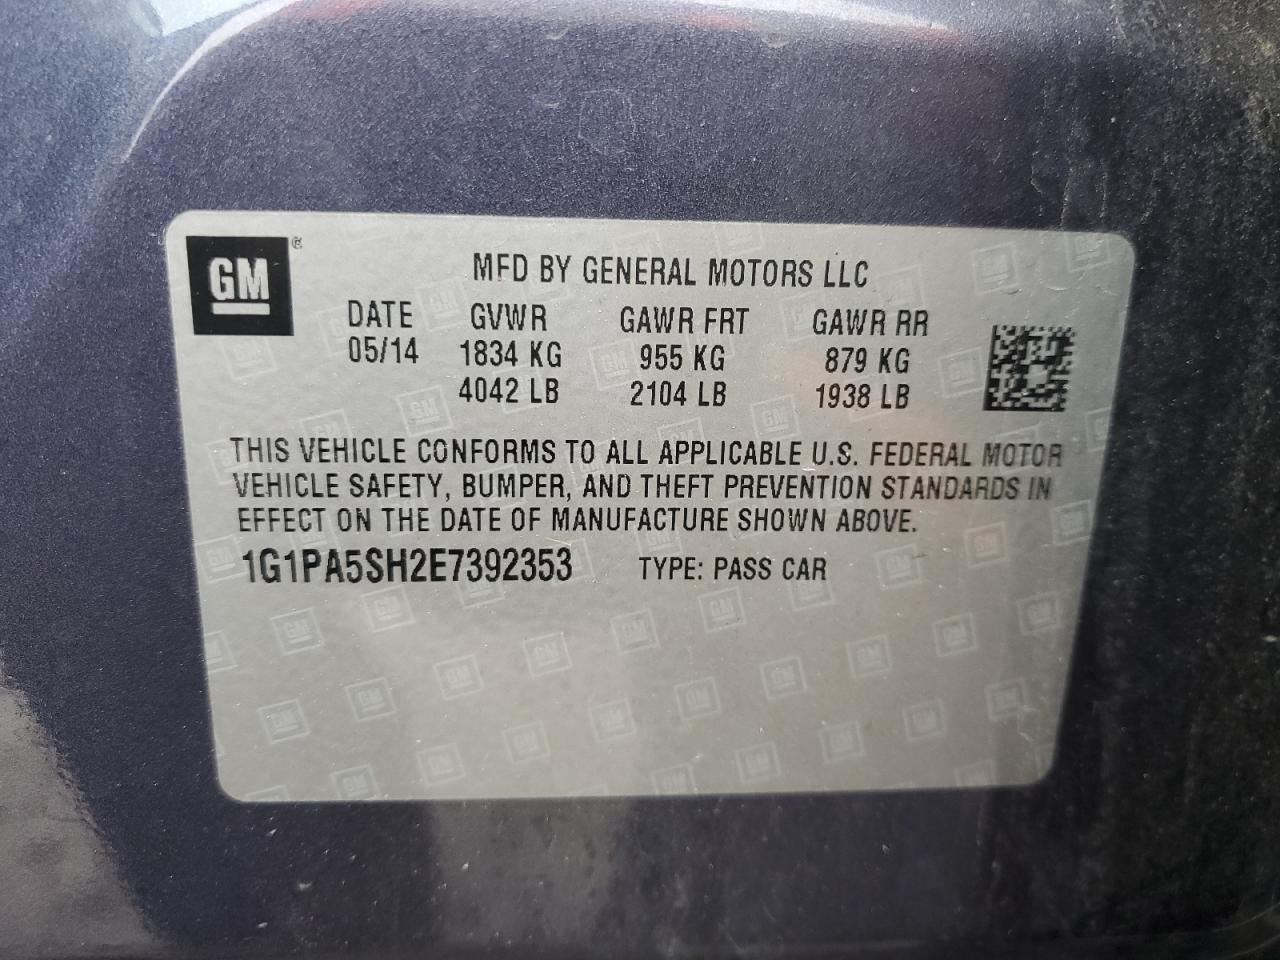 GM
MFD BY GENERAL MOTORS LLC
DATE GVWR GAWR FRT GAWR RR
05/14 1834 KG 955 KG 879 KG
4042 LB 2104 LB 1938 LB
THIS VEHICLE CONFORMS TO ALL APPLICABLE U.S. FEDERAL MOTOR
VEHICLE SAFETY, BUMPER, AND THEFT PREVENTION STANDARDS IN
EFFECT ON THE DATE OF MANUFACTURE SHOWN ABOVE.
1G1PA5SH2E7392353 TYPE: PASS CAR